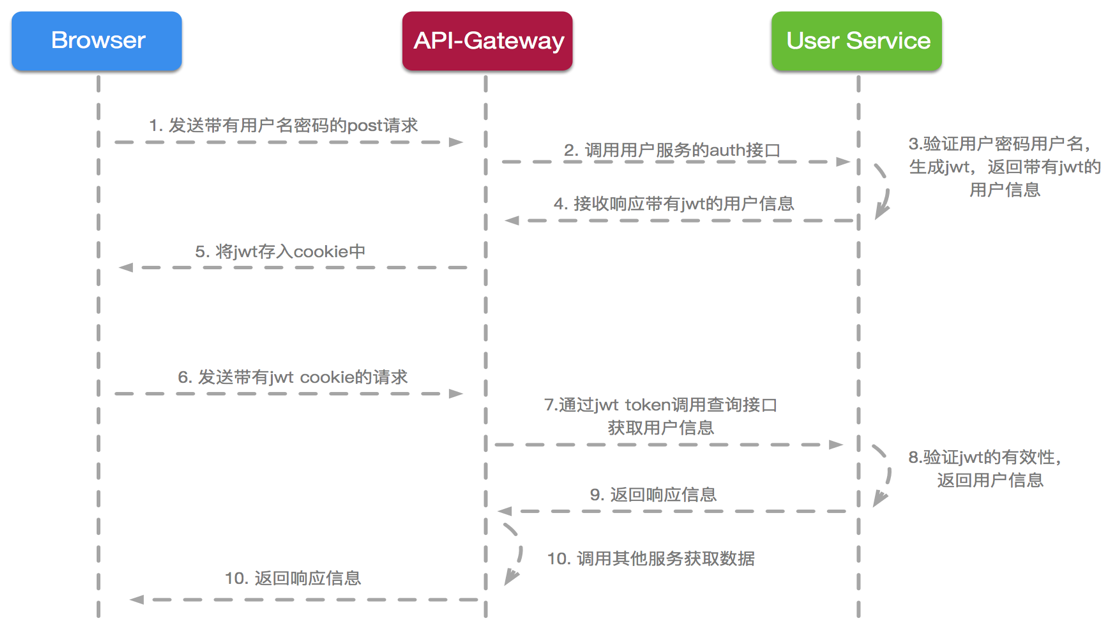 Browser
API-Gateway
User Service
1. 发送带有用户名密码的post请求
2. 调用用户服务的auth接口
3.验证用户密码用户名，
生成jwt，返回带有jwt的
用户信息
4. 接收响应带有jwt的用户信息
5. 将jwt存入cookie中
6. 发送带有jwt cookie的请求
7.通过jwt token调用查询接口
获取用户信息
8.验证jwt的有效性，
返回用户信息
9. 返回响应信息
10. 调用其他服务获取数据
10. 返回响应信息